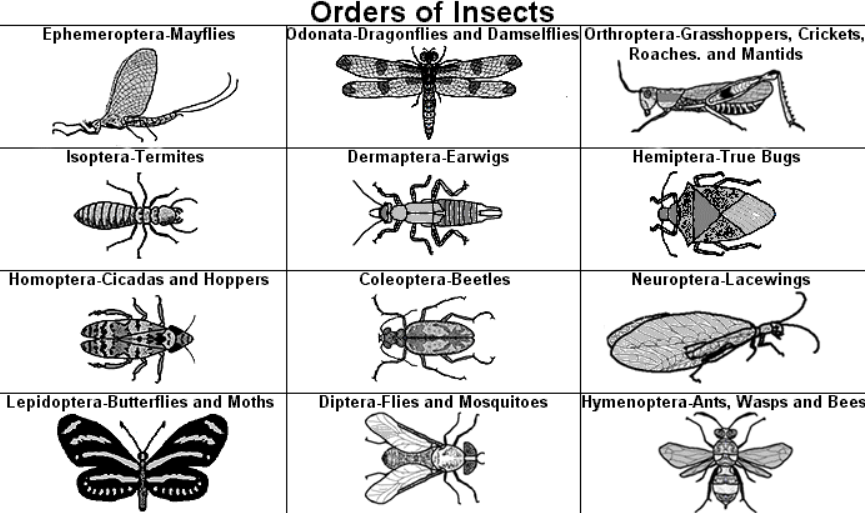 Orders of Insects
Ephemeroptera-Mayflies
Odonata-Dragonflies and Damselflies
Orthroptera-Grasshoppers, Crickets,
Roaches. and Mantids
Isoptera-Termites
Dermaptera-Earwigs
Hemiptera-True Bugs
Homoptera-Cicadas and Hoppers
Coleoptera-Beetles
Neuroptera-Lacewings
Lepidoptera-Butterflies and Moths
Diptera-Flies and Mosquitoes
Hymenoptera-Ants, Wasps and Bees